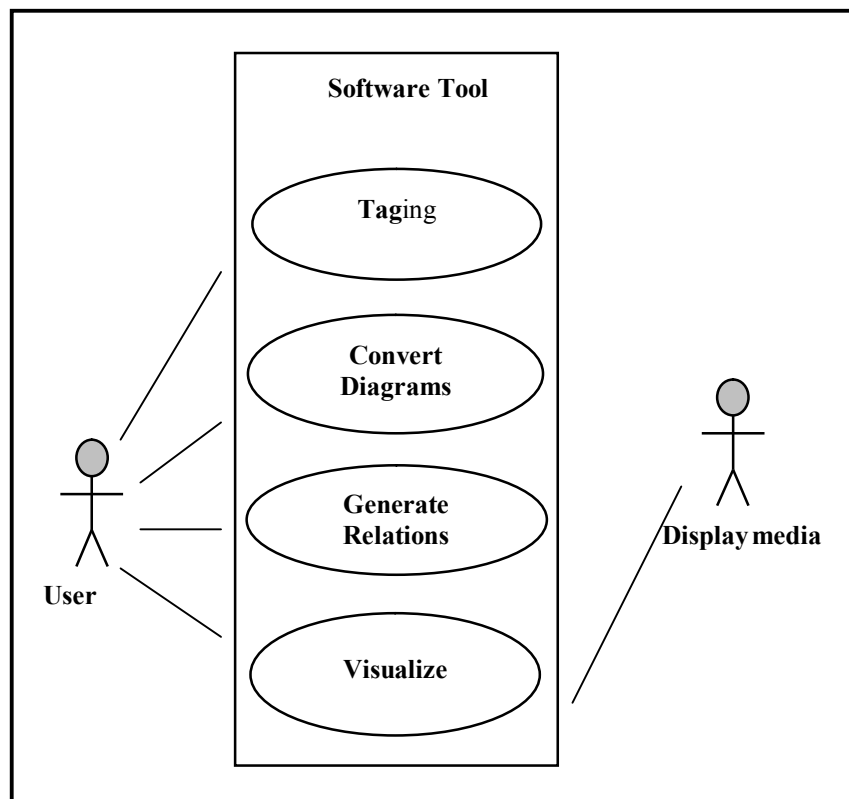 Software Tool
Taging
Convert
Diagrams
Generate
Relations
Display media
User
Visualize